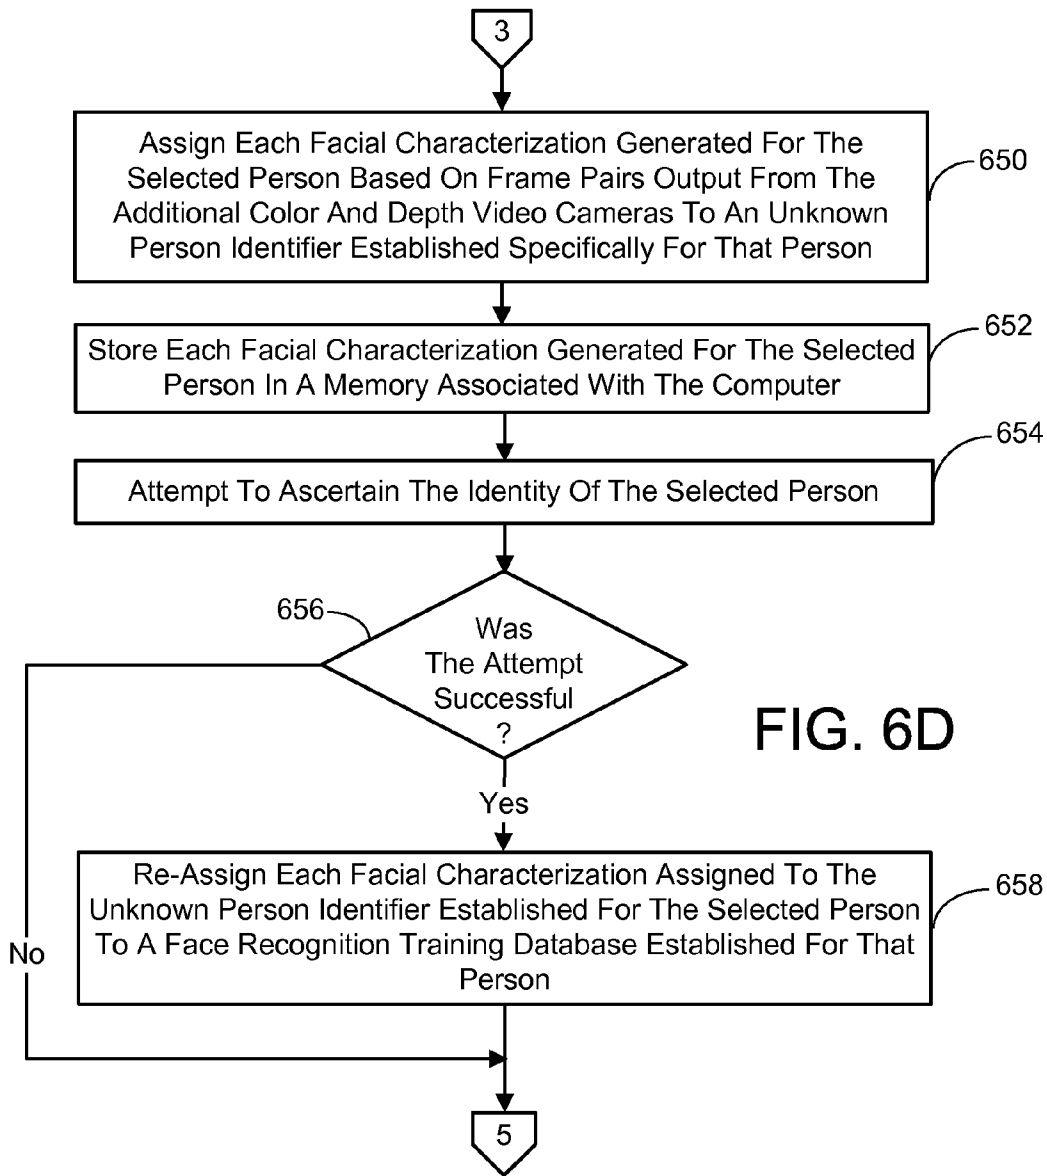 3
Assign Each Facial Characterization Generated For The
Selected Person Based On Frame Pairs Output From The
Additional Color And Depth Video Cameras To An Unknown
Person Identifier Established Specifically For That Person
650
Store Each Facial Characterization Generated For The Selected
Person In A Memory Associated With The Computer
652
Attempt To Ascertain The Identity Of The Selected Person
654
656
Was
The Attempt
Successful
?
FIG. 6D
Yes
No
Re-Assign Each Facial Characterization Assigned To The
Unknown Person Identifier Established For The Selected Person
To A Face Recognition Training Database Established For That
Person
658
5